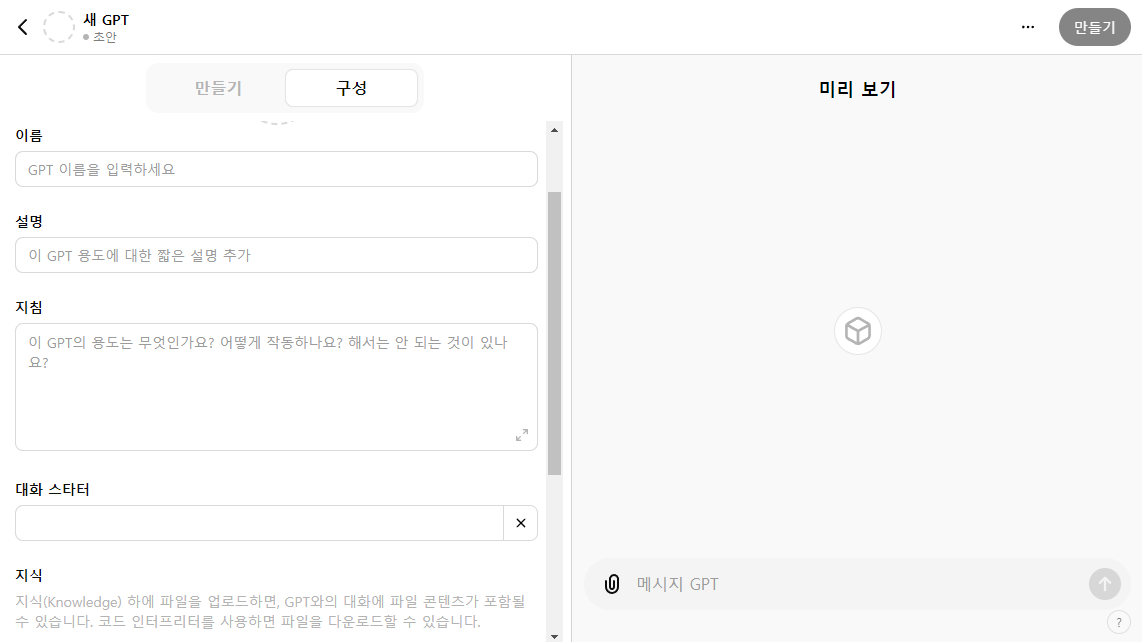 새 GPT
초안
만들기
만들기
구성
미리 보기
이름
GPT 이름을 입력하세요
설명
이 GPT 용도에 대한 짧은 설명 추가
지침
이 GPT의 용도는 무엇인가요? 어떻게 작동하나요? 해서는 안 되는 것이 있나
요?
대화 스타터
지식
지식(Knowledge) 하에 파일을 업로드하면, GPT와의 대화에 파일 콘텐츠가 포함될
수 있습니다. 코드 인터프리터를 사용하면 파일을 다운로드할 수 있습니다.
메시지 GPT
?